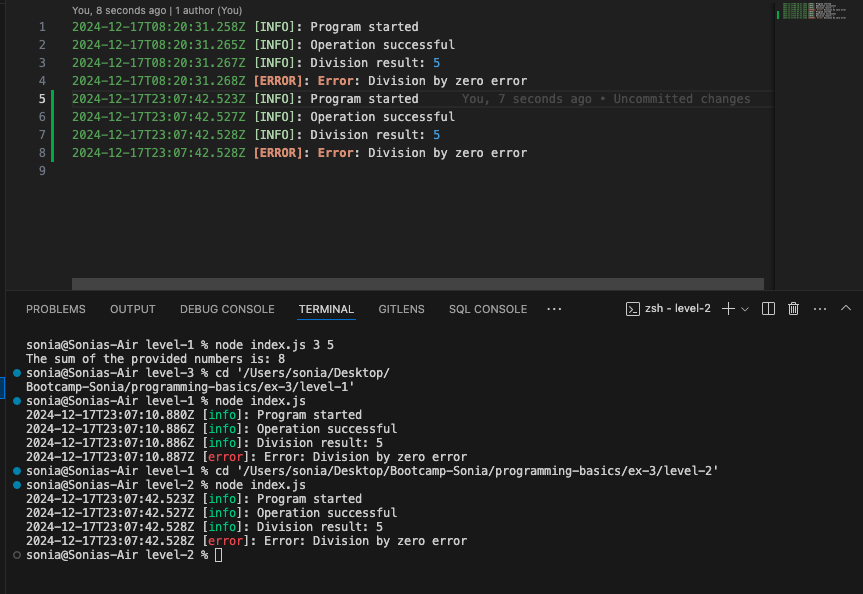 You, 8 seconds ago | 1 author (You)
1 2024-12-17T08:20:31.258Z [INFO]: Program started
2 2024-12-17T08:20:31.265Z [INFO]: Operation successful
3 2024-12-17T08:20:31.267Z [INFO]: Division result: 5
4 2024-12-17T08:20:31.268Z [ERROR]: Error: Division by zero error
5 2024-12-17T23:07:42.523Z [INFO]: Program started You, 7 seconds ago • Uncommitted changes
6 2024-12-17T23:07:42.527Z [INFO]: Operation successful
7 2024-12-17T23:07:42.528Z [INFO]: Division result: 5
8 2024-12-17T23:07:42.528Z [ERROR]: Error: Division by zero error
9
PROBLEMS OUTPUT DEBUG CONSOLE TERMINAL GITLENS SQL CONSOLE ... zsh - level-2
sonia@Sonias-Air level-1 % node index.js 3 5
The sum of the provided numbers is: 8
sonia@Sonias-Air level-3 % cd '/Users/sonia/Desktop/
Bootcamp-Sonia/programming-basics/ex-3/level-1'
sonia@Sonias-Air level-1 % node index.js
2024-12-17T23:07:10.880Z [info]: Program started
2024-12-17T23:07:10.886Z [info]: Operation successful
2024-12-17T23:07:10.886Z [info]: Division result: 5
2024-12-17T23:07:10.887Z [error]: Error: Division by zero error
sonia@Sonias-Air level-1 % cd '/Users/sonia/Desktop/Bootcamp-Sonia/programming-basics/ex-3/level-2'
sonia@Sonias-Air level-2 % node index.js
2024-12-17T23:07:42.523Z [info]: Program started
2024-12-17T23:07:42.527Z [info]: Operation successful
2024-12-17T23:07:42.528Z [info]: Division result: 5
2024-12-17T23:07:42.528Z [error]: Error: Division by zero error
sonia@Sonias-Air level-2 %